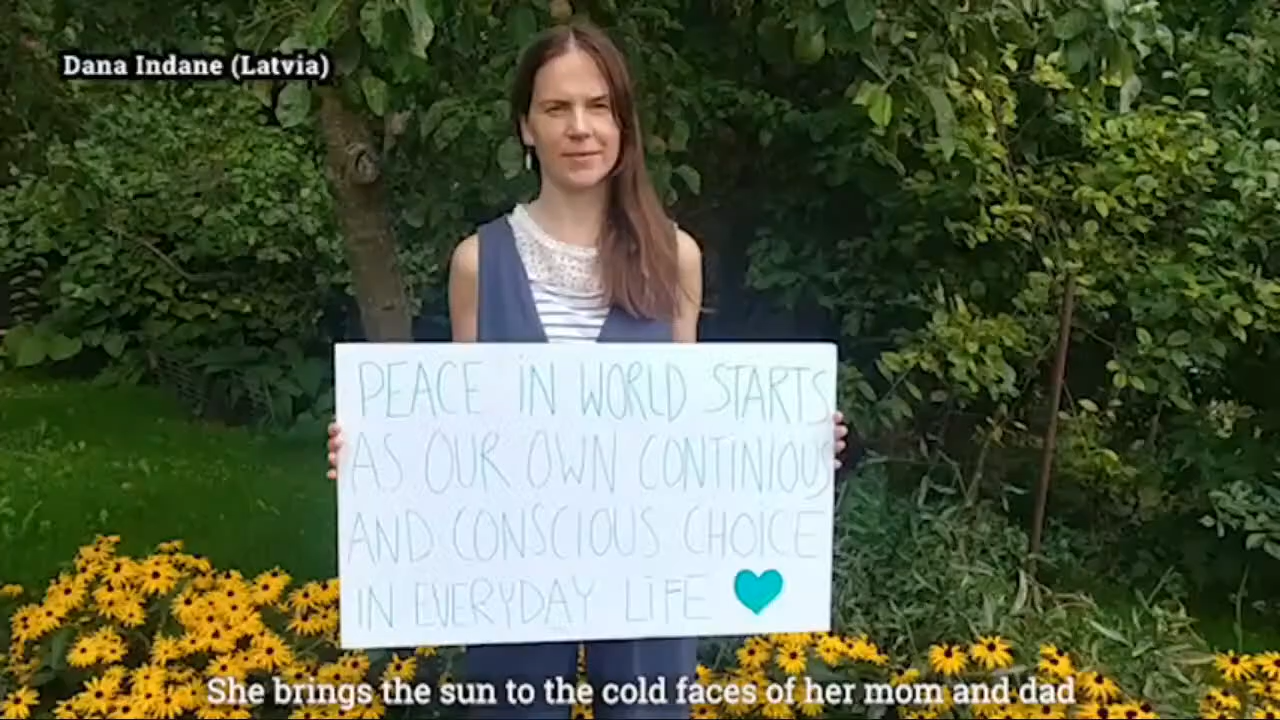 Dana Indane (Latvia)
PEACE IN WORLD STARTS
AS OUR OWN CONTINIOUS
AND CONSCIOUS CHOICE
IN EVERYDAY LIFE
She brings the sun to the cold faces of her mom and dad